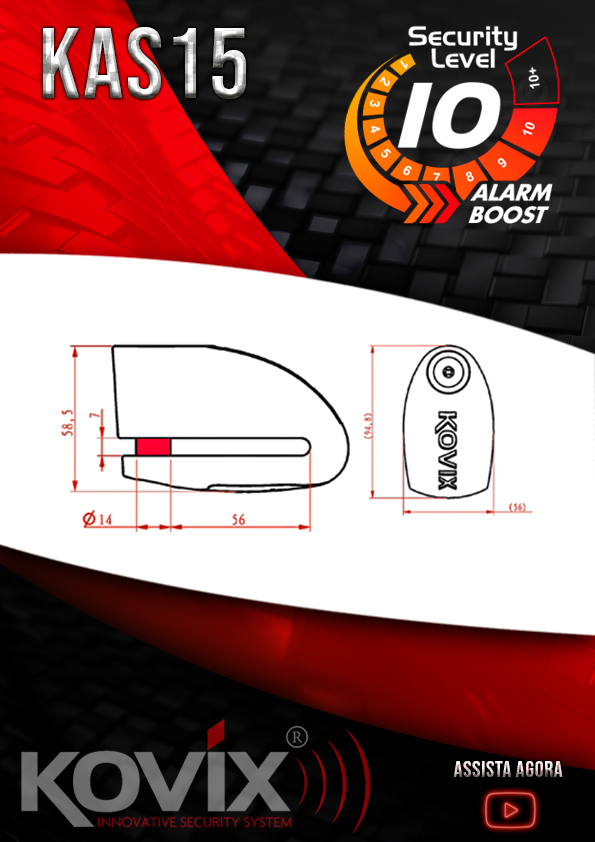 KAS15
Security
Level
10
1
2
3
4
5
6
7
8
9
10
10+
ALARM
BOOST
58,5
7
Ø14
56
(94,8)
KOVIX
(56)
KOVIX®
INNOVATIVE SECURITY SYSTEM
ASSISTA AGORA